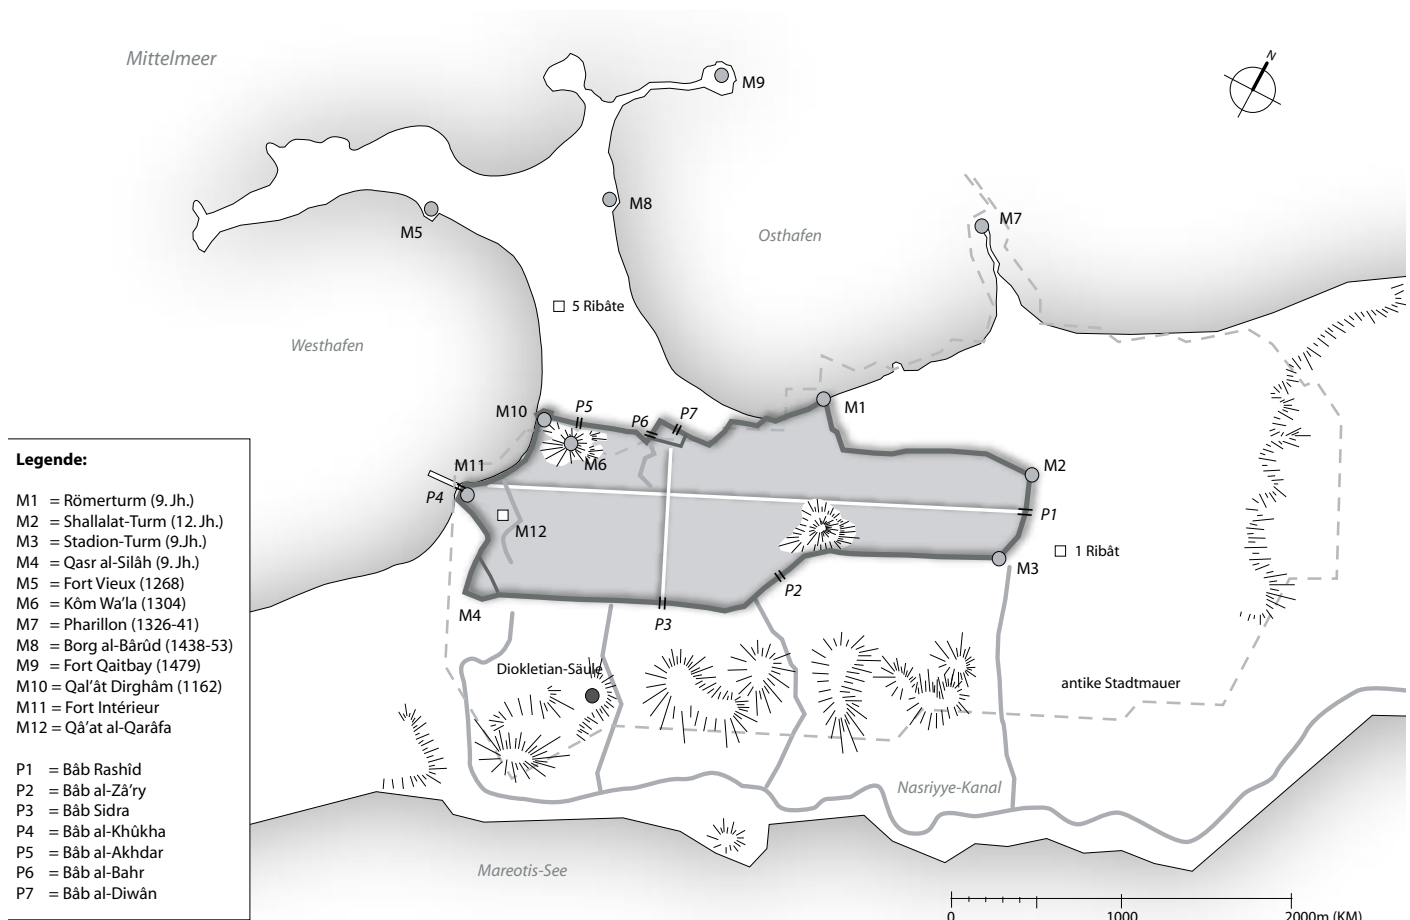 Mittelmeer
N
M9
M8
M5
M7
Osthafen
5 Ribâte
Westhafen
M10
P5
P6
P7
M1
M6
M11
M2
P4
P1
M12
1 Ribât
M3
P2
M4
P3
Diokletian-Säule
antike Stadtmauer
Nasriyye-Kanal
Mareotis-See
0 1000 2000m (KM)
Legende:
M1 = Römerturm (9. Jh.)
M2 = Shallalat-Turm (12. Jh.)
M3 = Stadion-Turm (9.Jh.)
M4 = Qasr al-Silâh (9. Jh.)
M5 = Fort Vieux (1268)
M6 = Kôm Wa'la (1304)
M7 = Pharillon (1326-41)
M8 = Borg al-Bârûd (1438-53)
M9 = Fort Qaitbay (1479)
M10 = Qal'ât Dirghâm (1162)
M11 = Fort Intérieur
M12 = Qâ'at al-Qarâfa
P1 = Bâb Rashîd
P2 = Bâb al-Zâ'ry
P3 = Bâb Sidra
P4 = Bâb al-Khûkha
P5 = Bâb al-Akhdar
P6 = Bâb al-Bahr
P7 = Bâb al-Diwân